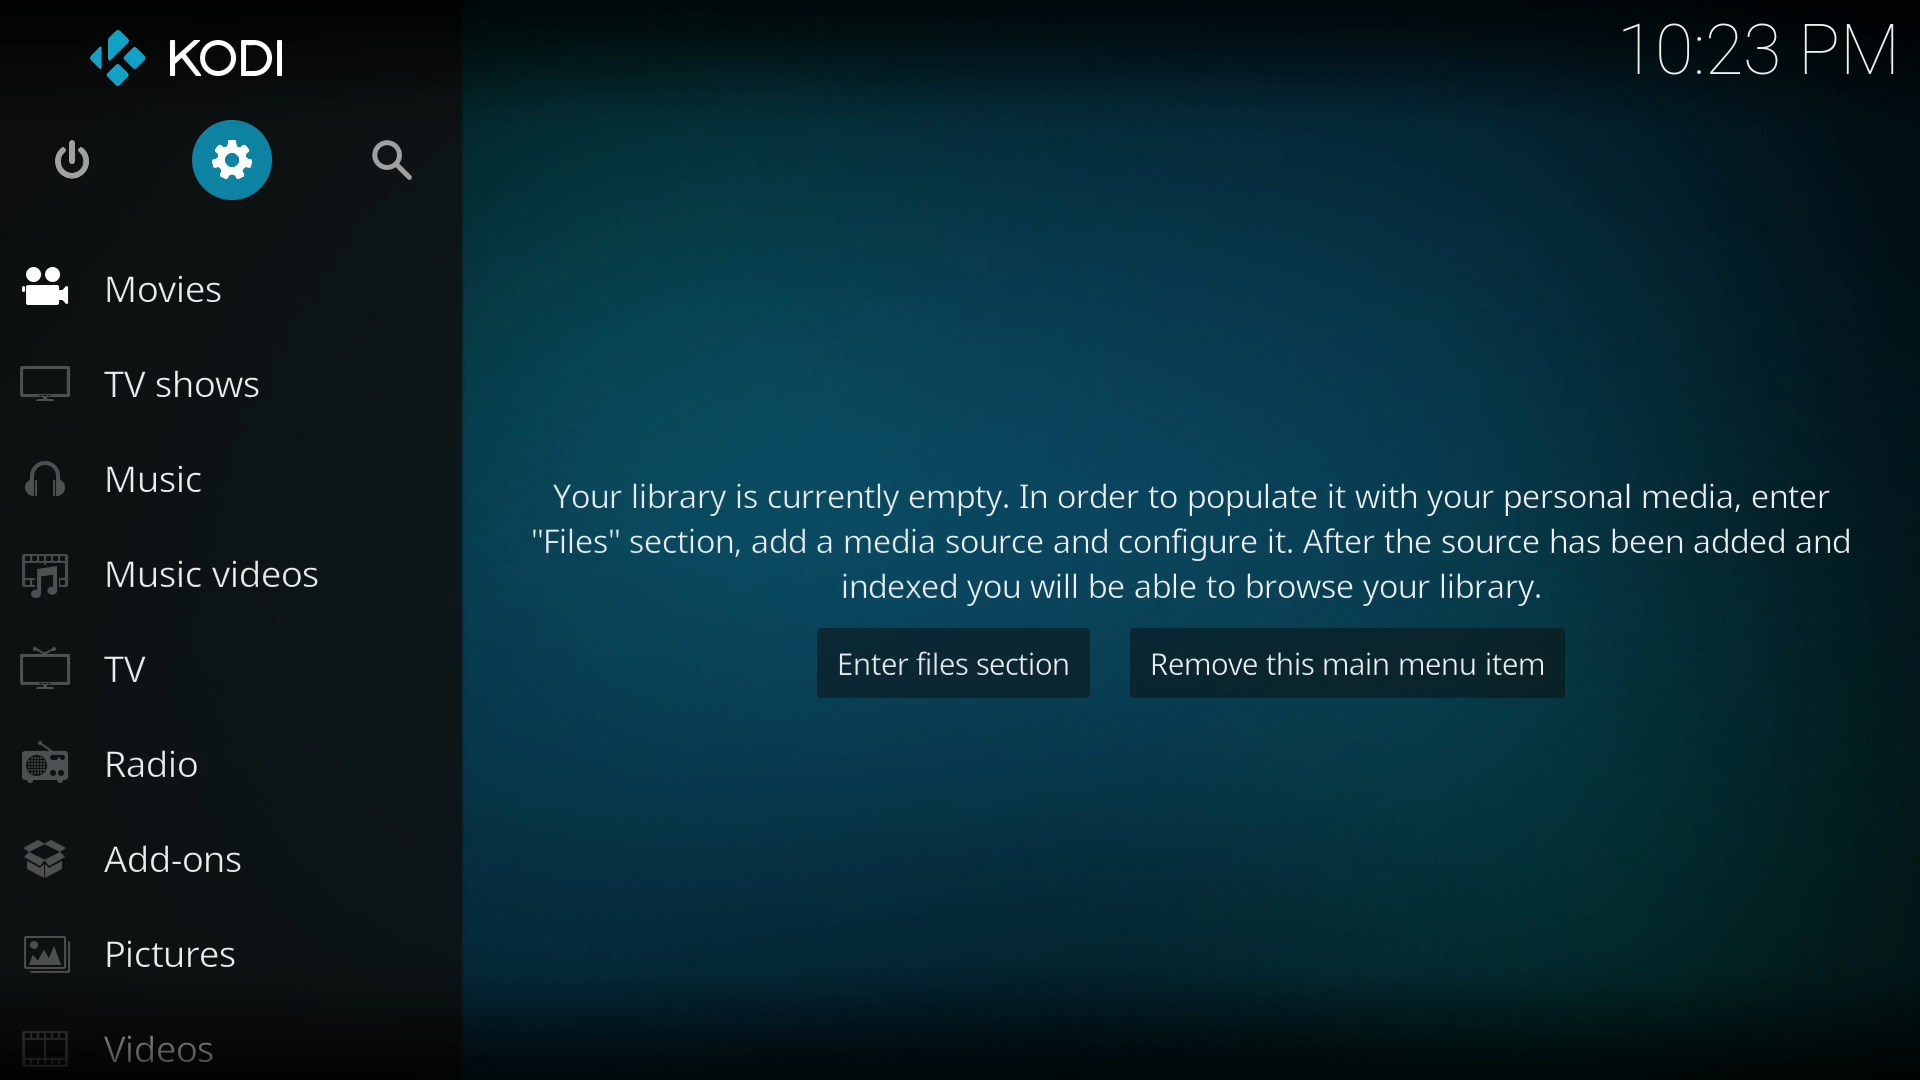 KODI
10:23 PM
Movies
TV shows
Music
Music videos
TV
Radio
Add-ons
Pictures
Videos
Your library is currently empty. In order to populate it with your personal media, enter
"Files" section, add a media source and configure it. After the source has been added and
indexed you will be able to browse your library.
Enter files section
Remove this main menu item